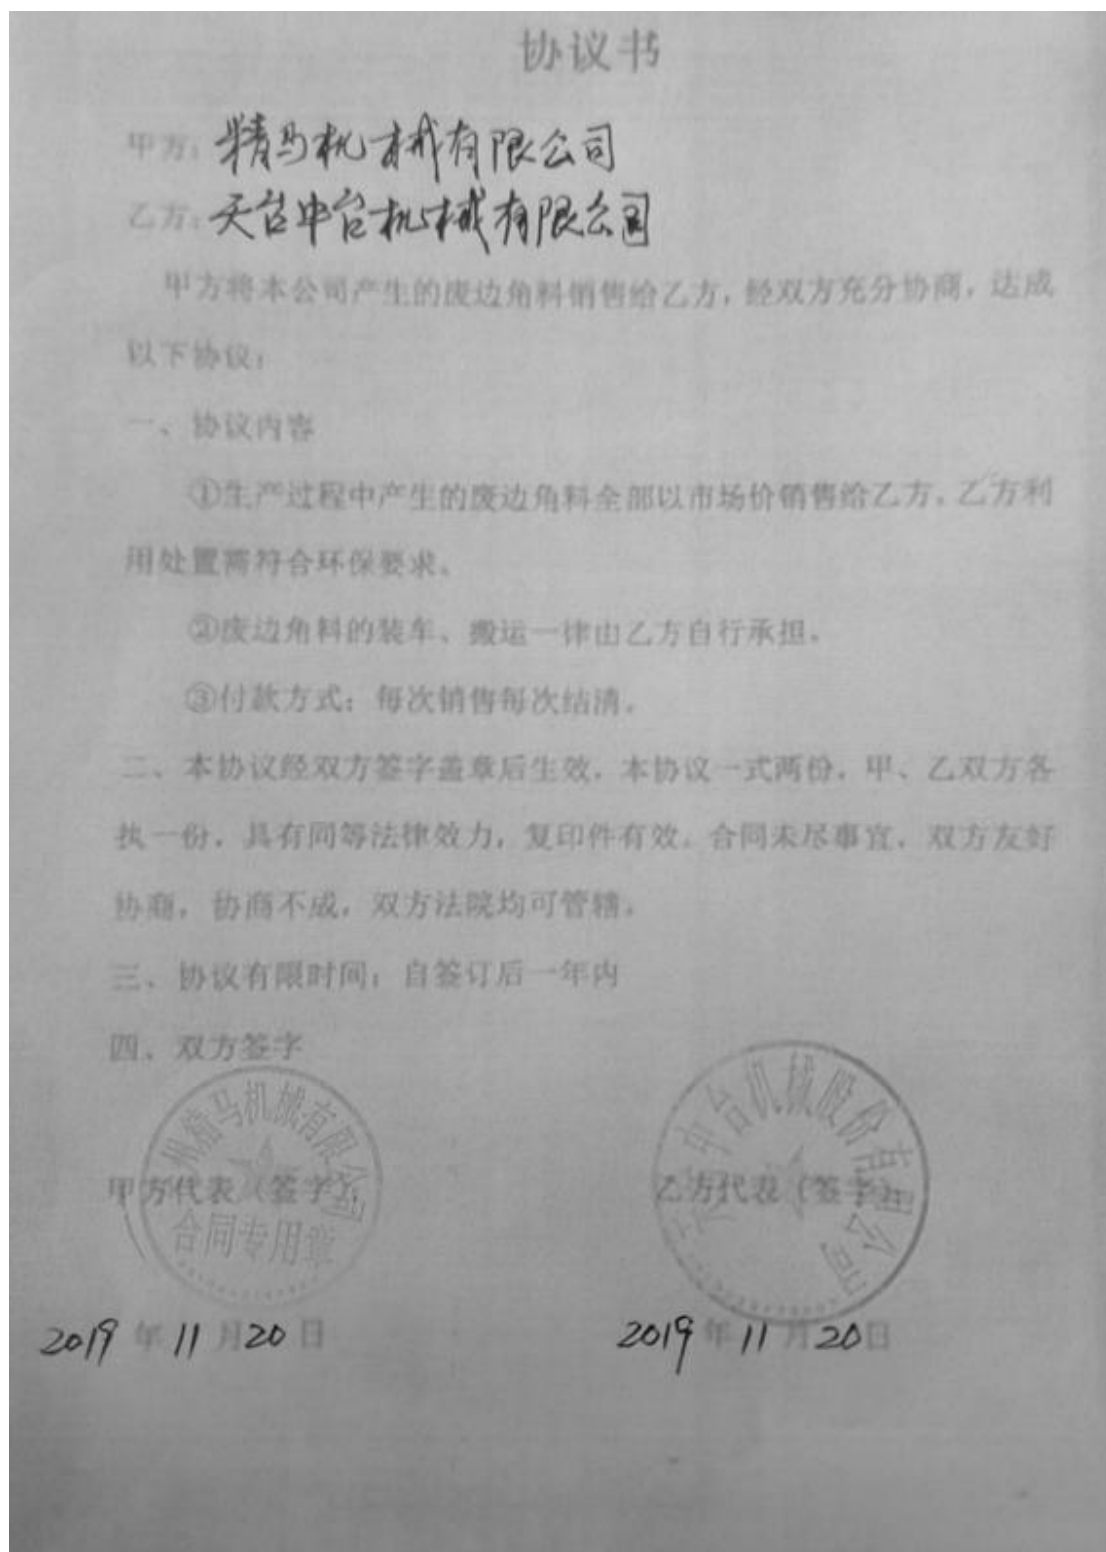 协议书
甲方：精马机械有限公司
乙方：天台中台机械有限公司
甲方将本公司产生的废边角料销售给乙方，经双方充分协商，达成
以下协议：
一、协议内容
①生产过程中产生的废边角料全部以市场价销售给乙方，乙方利
用处置需符合环保要求。
②废边角料的装车、搬运一律由乙方自行承担。
③付款方式：每次销售每次结清。
二、本协议经双方签字盖章后生效，本协议一式两份，甲、乙双方各
执一份，具有同等法律效力，复印件有效。合同未尽事宜，双方友好
协商，协商不成，双方法院均可管辖。
三、协议有限时间：自签订后一年内
四、双方签字
州 马机械有限公司
合同专用章
甲方代表（签字）
中台机械股份有限公司
乙方代表（签字）
2019年11月20日
2019年11月20日